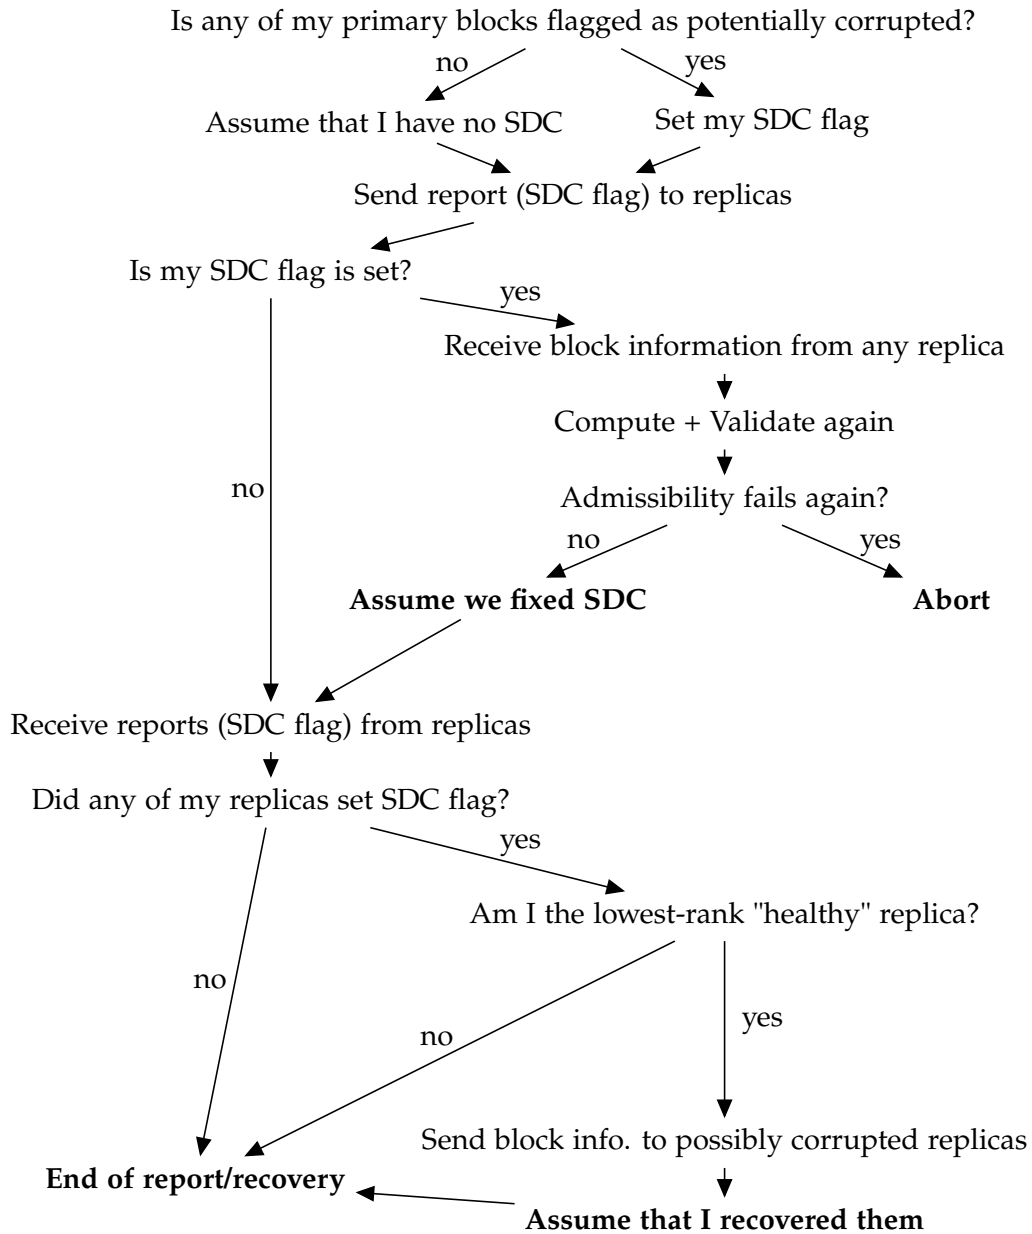 Is any of my primary blocks flagged as potentially corrupted?
no
yes
Assume that I have no SDC
Set my SDC flag
Send report (SDC flag) to replicas
Is my SDC flag is set?
yes
Receive block information from any replica
Compute + Validate again
no
Admissibility fails again?
no
yes
Assume we fixed SDC
Abort
Receive reports (SDC flag) from replicas
Did any of my replicas set SDC flag?
yes
Am I the lowest-rank "healthy" replica?
no
no
yes
Send block info. to possibly corrupted replicas
End of report/recovery
Assume that I recovered them